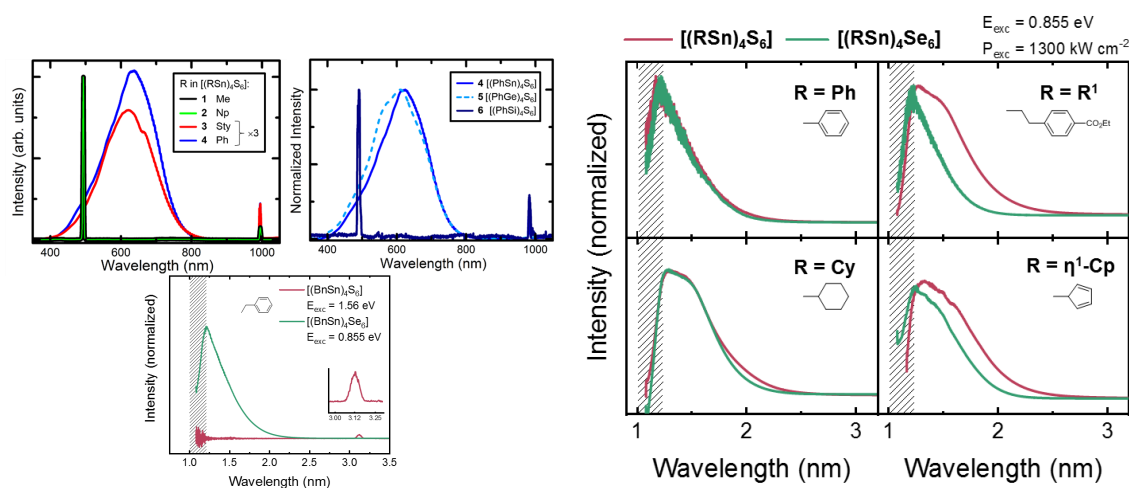 Intensity (arb. units)
R in [(RSn)₄S₆]:
1 Me
2 Np
3 Sty
4 Ph
×3
400 600 800 1000
Wavelength (nm)
Normalized Intensity
4 [(PhSn)₄S₆]
5 [(PhGe)₄S₆]
6 [(PhSi)₄S₆]
400 600 800 1000
Wavelength (nm)
Intensity (normalized)
[(BnSn)₄S₆]
E exc = 1.56 eV
[(BnSn)₄Se₆]
E exc = 0.855 eV
3.00 3.12 3.25
1.0 1.5 2.0 2.5 3.0 3.5
Wavelength (nm)
[(RSn)₄S₆] [(RSn)₄Se₆]
E exc = 0.855 eV
P exc = 1300 kW cm⁻²
Intensity (normalized)
R = Ph
R = R¹
CO₂Et
R = Cy
R = η¹-Cp
1 2 3 1 2 3
Wavelength (nm) Wavelength (nm)